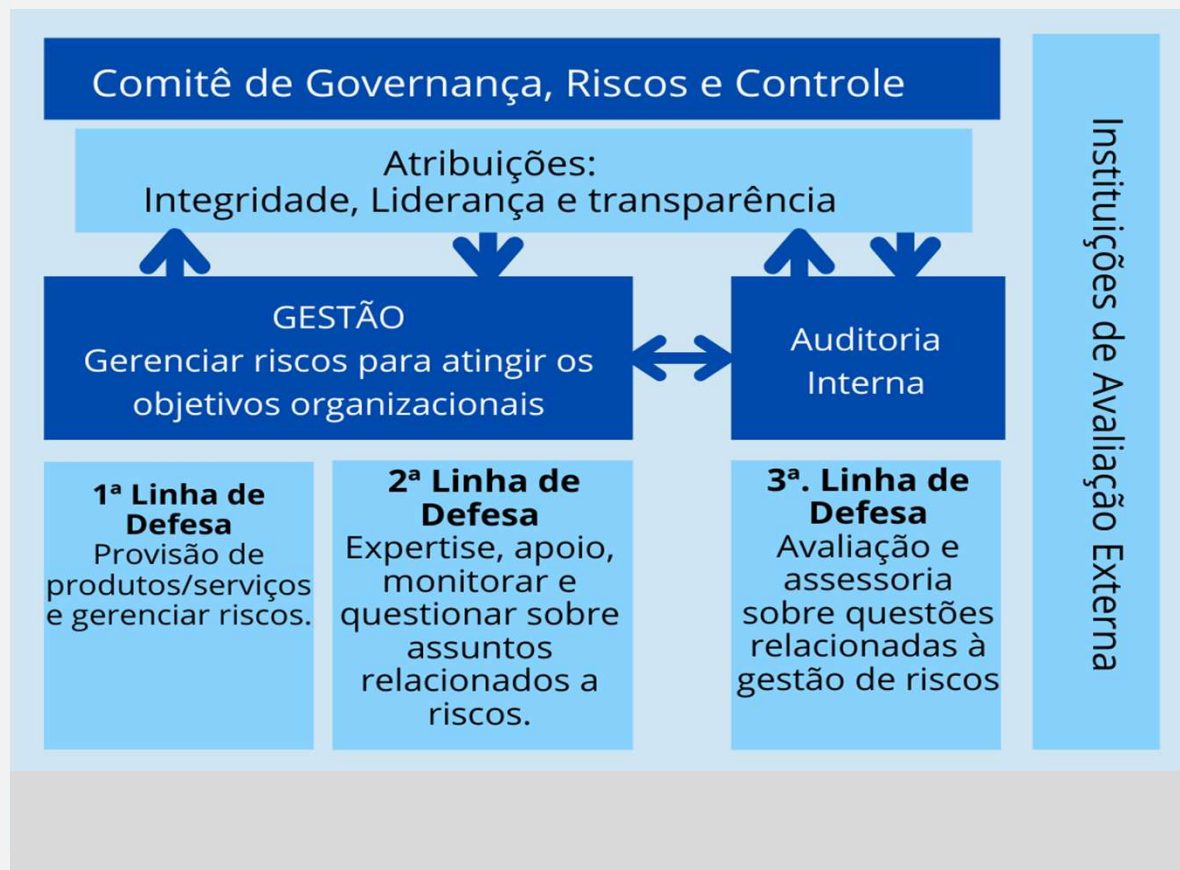 Comitê de Governança, Riscos e Controle
Atribuições:
Integridade, Liderança e transparência
GESTÃO
Gerenciar riscos para atingir os
objetivos organizacionais
Auditoria
Interna
1ª Linha de
Defesa
Provisão de
produtos/serviços
e gerenciar riscos.
2ª Linha de
Defesa
Expertise, apoio,
monitorar e
questionar sobre
assuntos
relacionados a
riscos.
3ª. Linha de
Defesa
Avaliação e
assessoria
sobre questões
relacionadas à
gestão de riscos
Instituições de Avaliação Externa